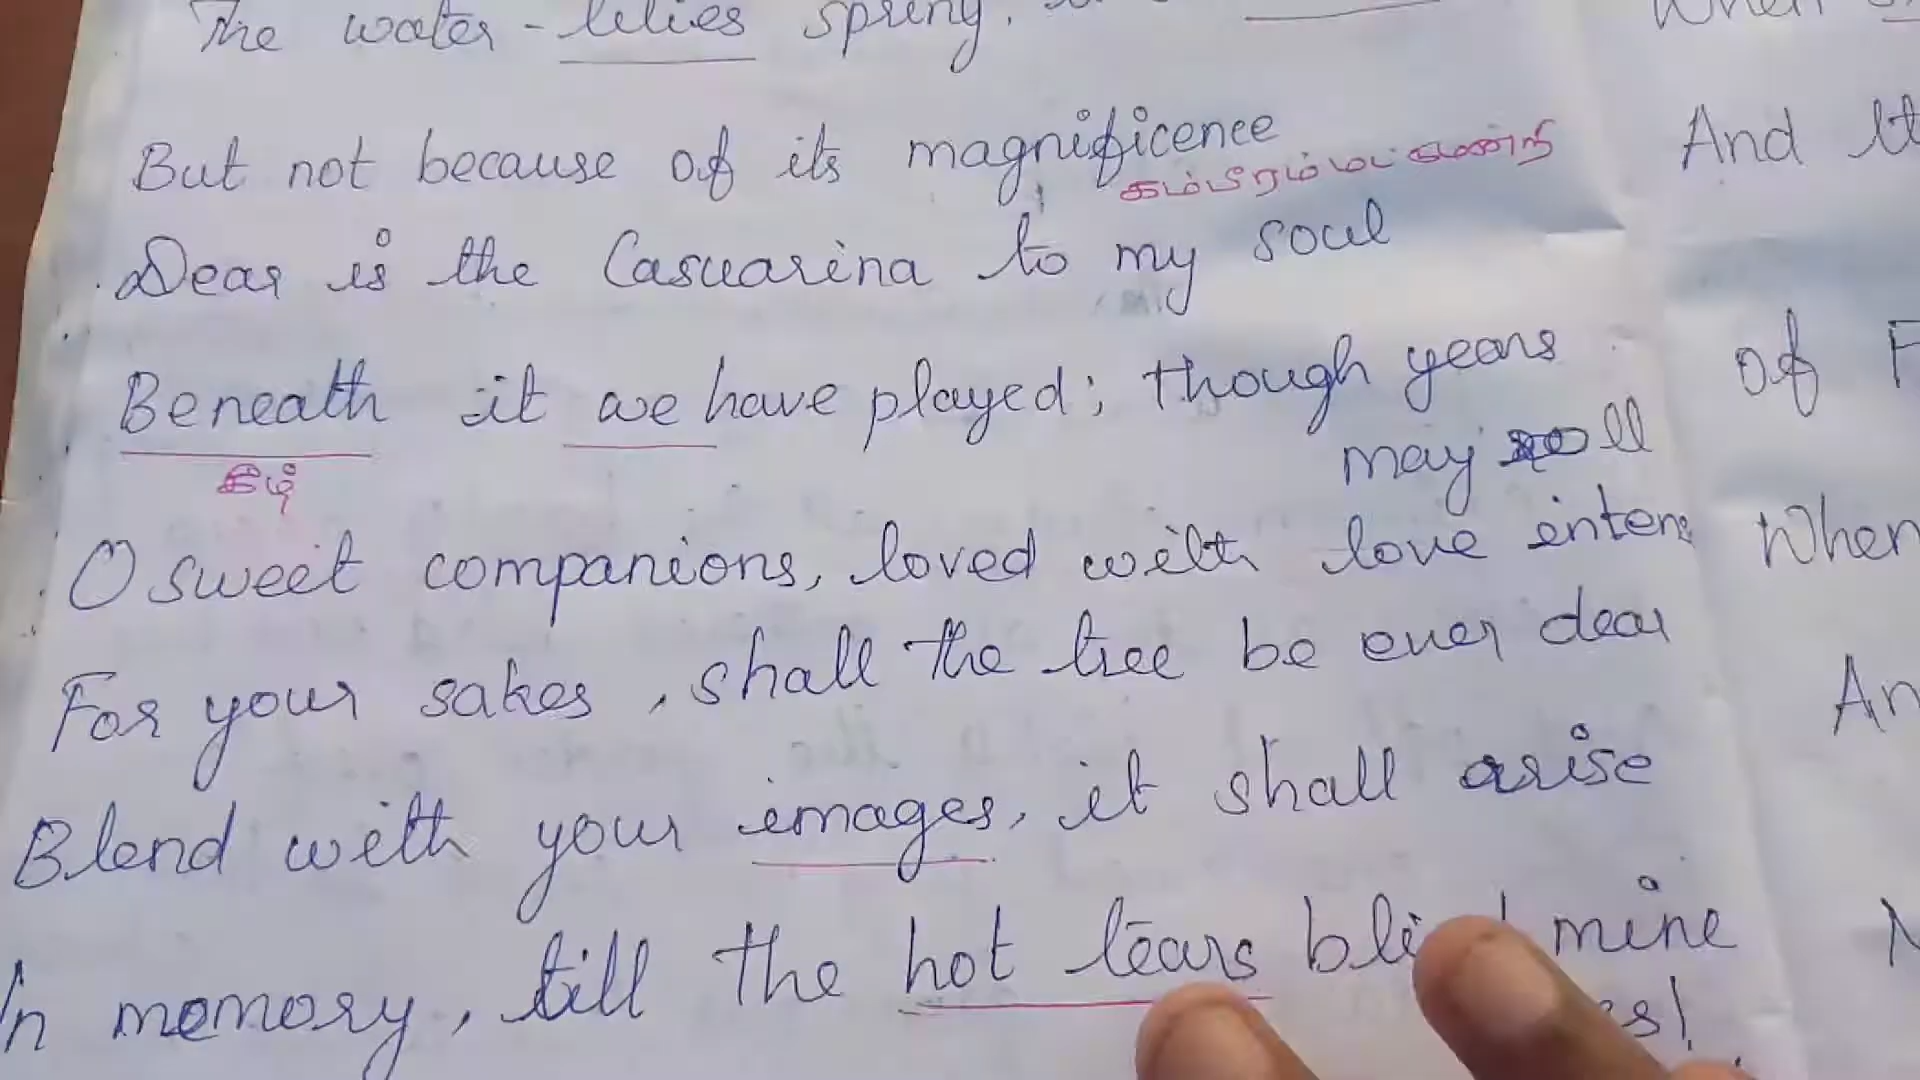 The water - lilies spring,
But not because of its magnificence
Dear is the Casuarina to my soul
கீழ்
Beneath it we have played; though years
may roll
O sweet companions, loved with love
For your sakes, shall the tree be ever dear
Blend with your images, it shall arise
In memory, till the hot tears mine
When
And
of
When